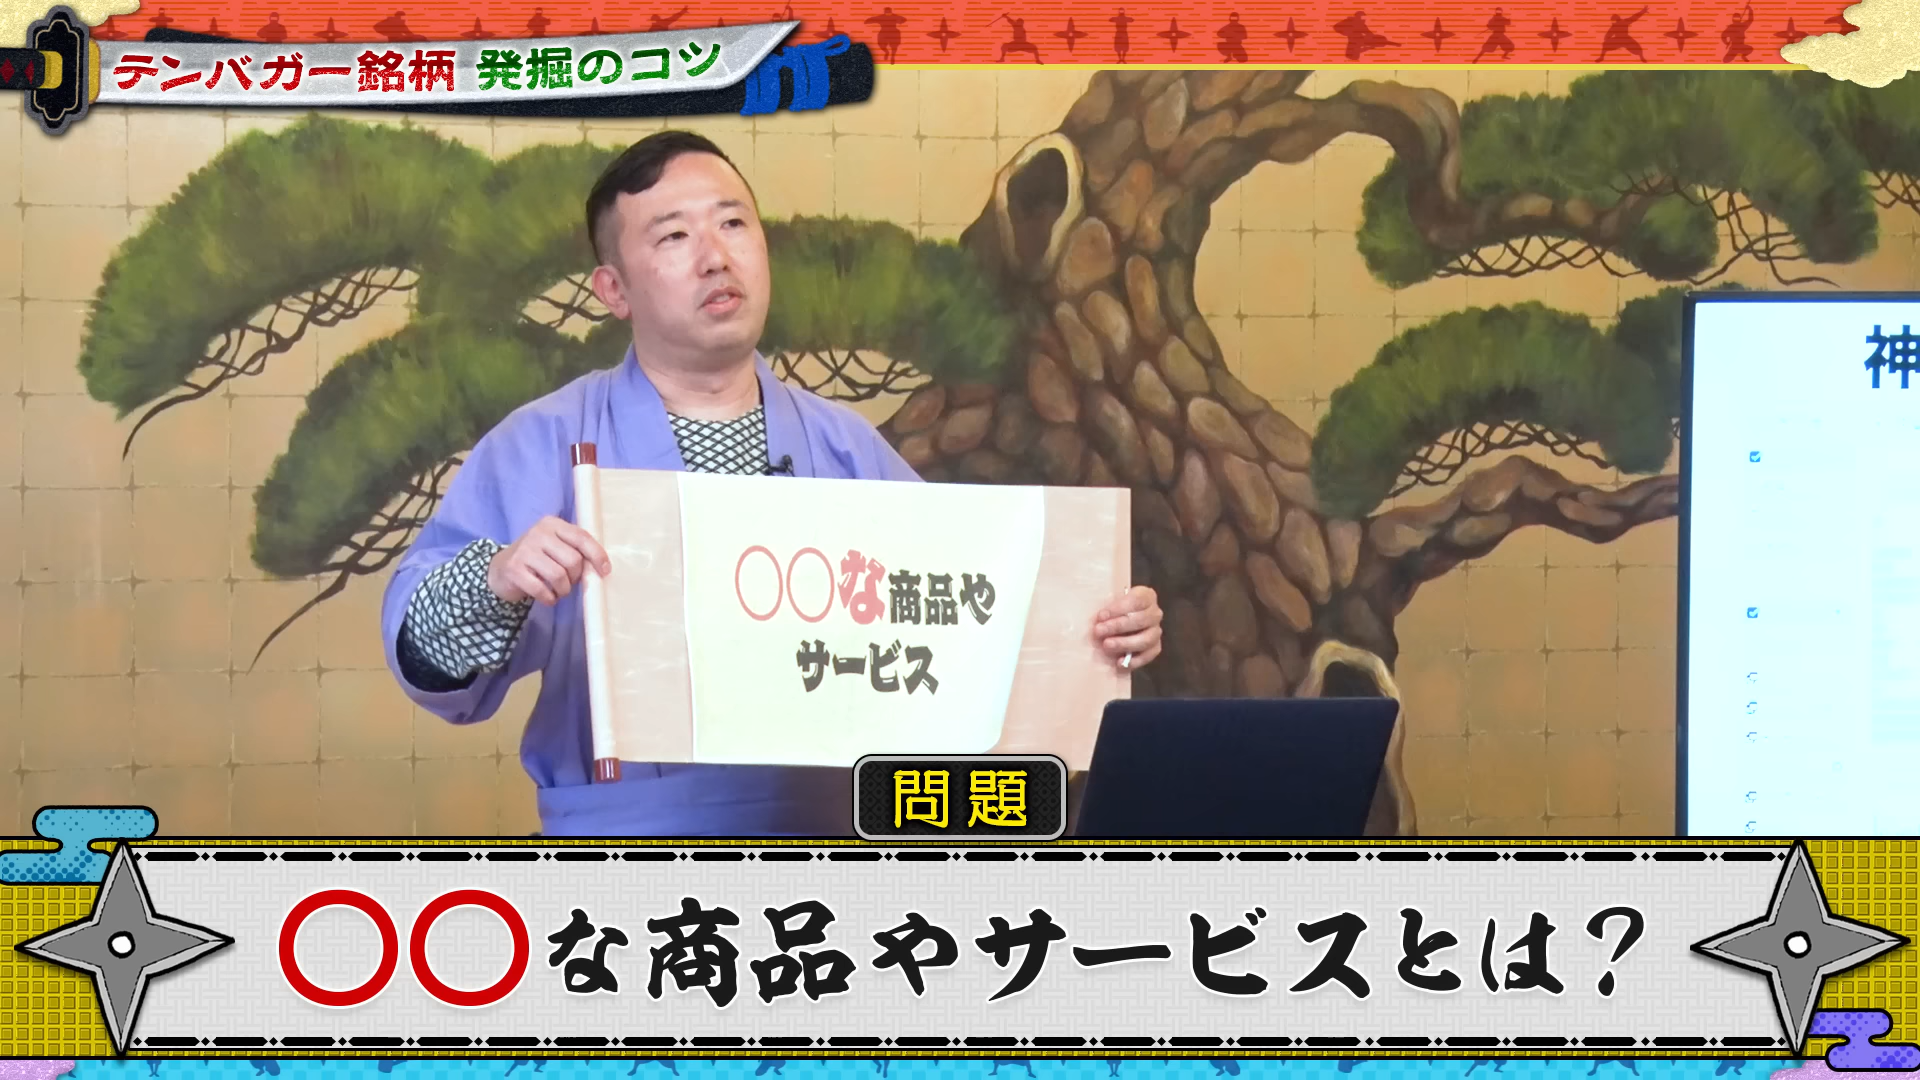 テンバガー銘柄 発掘のコツ
神
〇〇な商品や
サービス
問題
〇〇な商品やサービスとは？